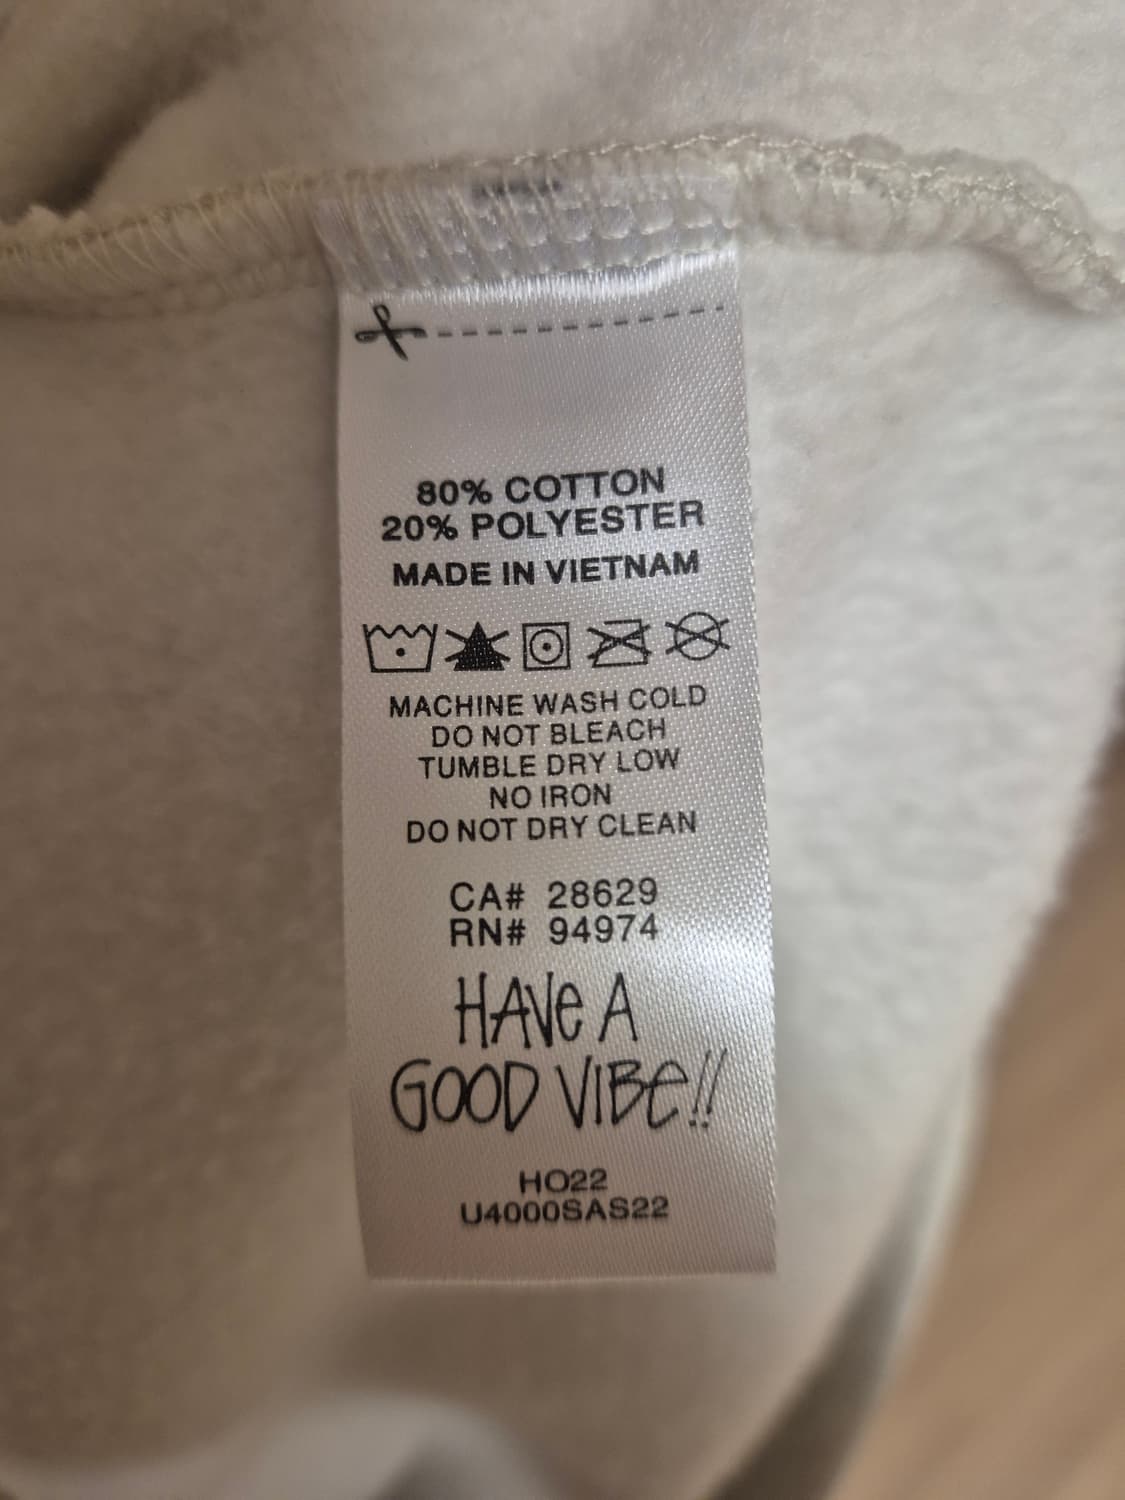 80% COTTON
20% POLYESTER
MADE IN VIETNAM
MACHINE WASH COLD
DO NOT BLEACH
TUMBLE DRY LOW
NO IRON
DO NOT DRY CLEAN
CA# 28629
RN# 94974
HAVe A
GOOD VIBe!!
HO22
U4000SAS22